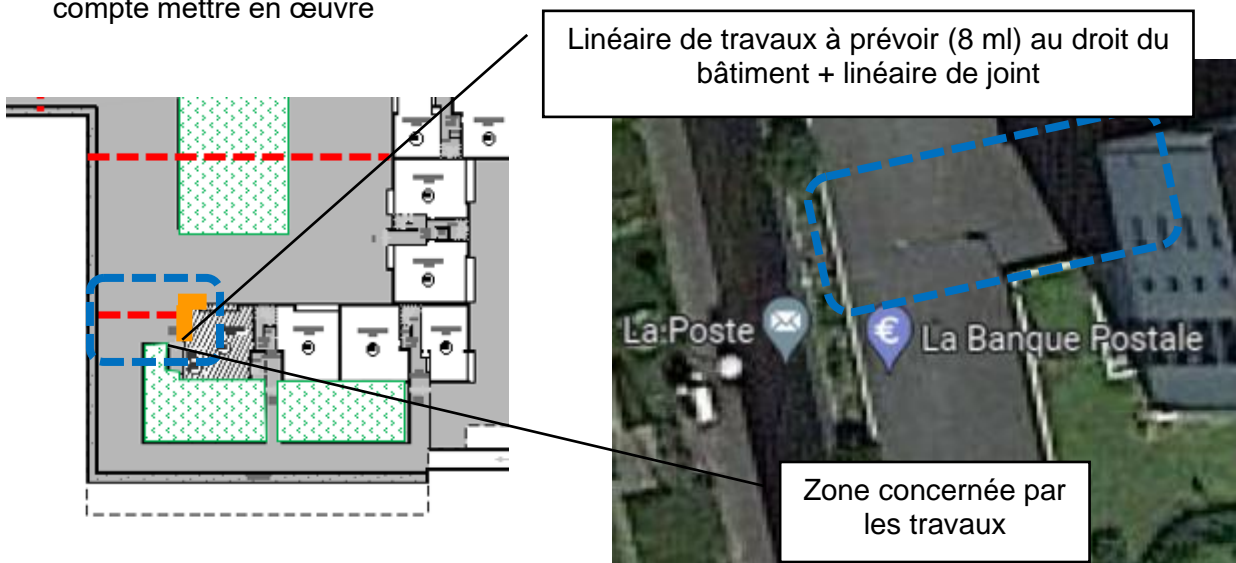 compte mettre en œuvre
Linéaire de travaux à prévoir (8 ml) au droit du
bâtiment + linéaire de joint
La Poste
La Banque Postale
Zone concernée par
les travaux